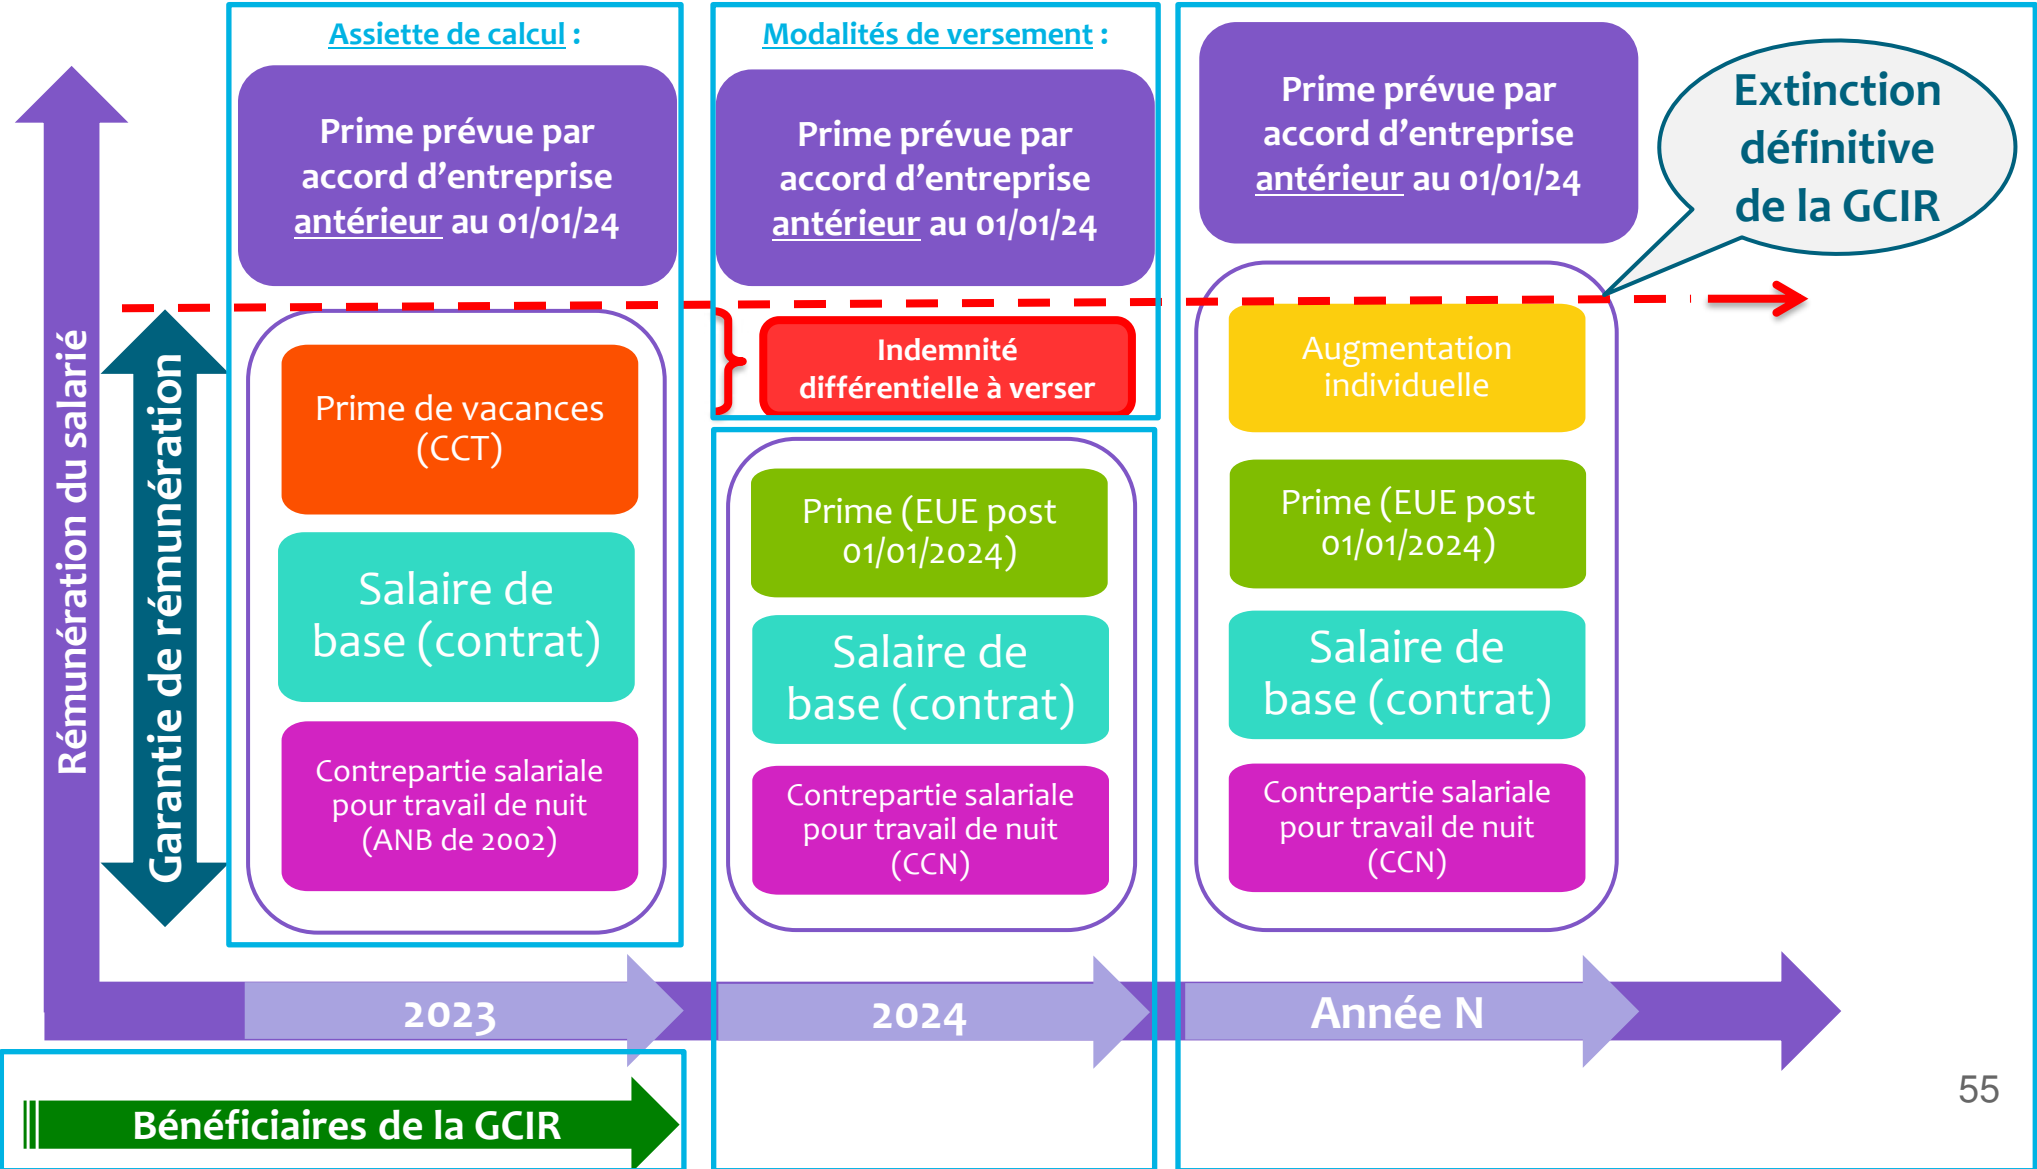 Rémunération du salarié
Garantie de rémunération
Assiette de calcul :
Prime prévue par
accord d’entreprise
antérieur au 01/01/24
Prime de vacances
(CCT)
Salaire de
base (contrat)
Contrepartie salariale
pour travail de nuit
(ANB de 2002)
Modalités de versement :
Prime prévue par
accord d’entreprise
antérieur au 01/01/24
Indemnité
différentielle à verser
Prime (EUE post
01/01/2024)
Salaire de
base (contrat)
Contrepartie salariale
pour travail de nuit
(CCN)
Prime prévue par
accord d’entreprise
antérieur au 01/01/24
Extinction
définitive
de la GCIR
Augmentation
individuelle
Prime (EUE post
01/01/2024)
Salaire de
base (contrat)
Contrepartie salariale
pour travail de nuit
(CCN)
2023
2024
Année N
Bénéficiaires de la GCIR
55